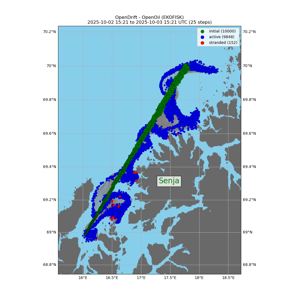 OpenDrift - OpenOil (EKOFISK)
2025-10-02 15:21 to 2025-10-03 15:21 UTC (25 steps)
initial (10000)
active (9848)
stranded (152)
70.2°N 70.2°N
70°N 70°N
69.8°N 69.8°N
69.6°N 69.6°N
69.4°N 69.4°N
Senja
69.2°N 69.2°N
69°N 69°N
68.8°N 68.8°N
16°E 16.5°E 17°E 17.5°E 18°E 18.5°E